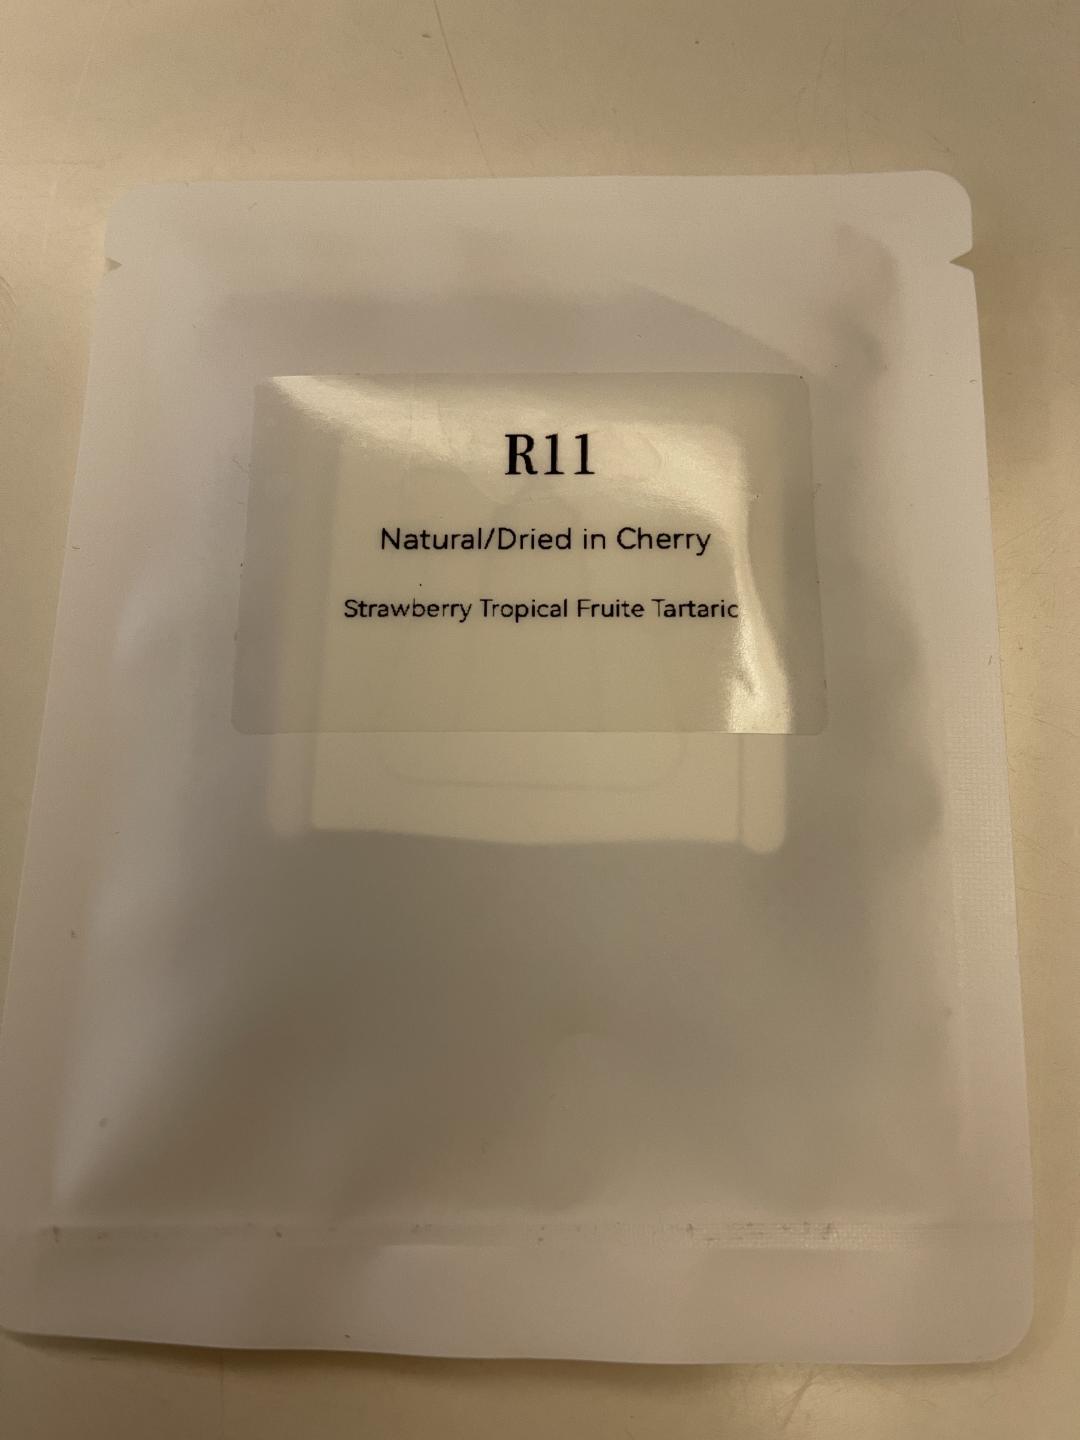 R11
Natural/Dried in Cherry
Strawberry Tropical Fruite Tartaric